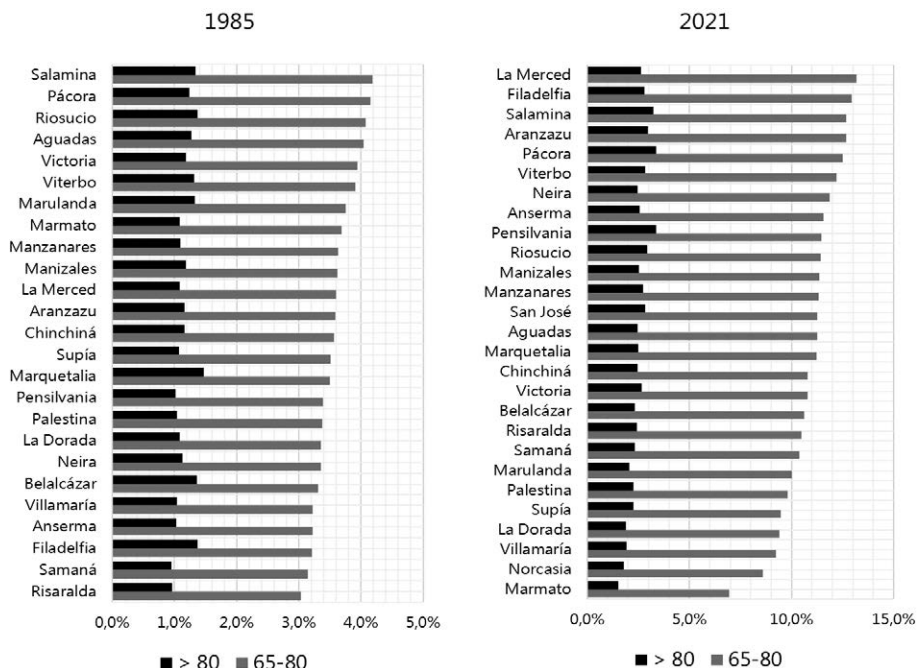 1985
Salamina
Pácora
Riosucio
Aguadas
Victoria
Viterbo
Marulanda
Marmato
Manzanares
Manizales
La Merced
Aranzazu
Chinchiná
Supía
Marquetalia
Pensilvania
Palestina
La Dorada
Neira
Belalcázar
Villamaría
Anserma
Filadelfia
Samaná
Risaralda
0,0% 1,0% 2,0% 3,0% 4,0% 5,0%
> 80 65-80
2021
La Merced
Filadelfia
Salamina
Aranzazu
Pácora
Viterbo
Neira
Anserma
Pensilvania
Riosucio
Manizales
Manzanares
San José
Aguadas
Marquetalia
Chinchiná
Victoria
Belalcázar
Risaralda
Samaná
Marulanda
Palestina
Supía
La Dorada
Villamaría
Norcasia
Marmato
0,0% 5,0% 10,0% 15,0%
> 80 65-80